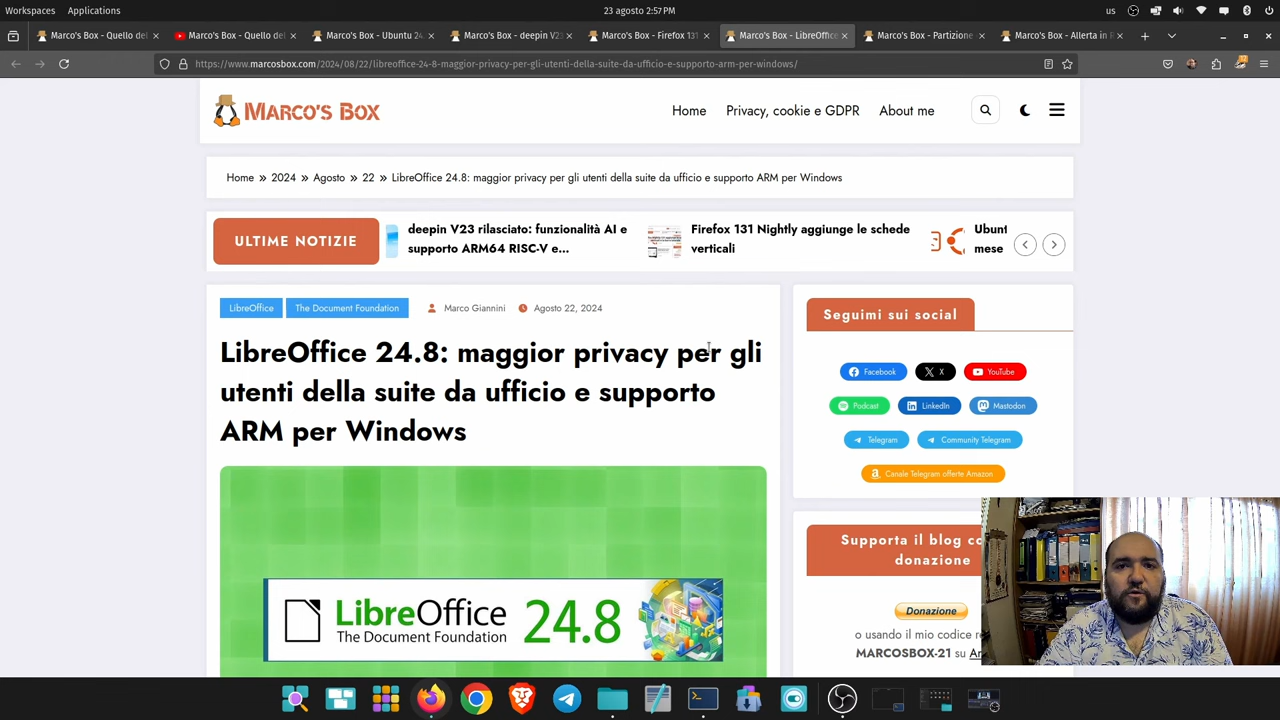 Workspaces Applications 23 agosto 2:57 PM us
Marco's Box - Quello del Marco's Box - Quello del Marco's Box - Ubuntu 24. Marco's Box - deepin V23 Marco's Box - Firefox 131 Marco's Box - LibreOffice Marco's Box - Partizione Marco's Box - Allerta in R
https://www.marcosbox.com/2024/08/22/libreoffice-24-8-maggior-privacy-per-gli-utenti-della-suite-da-ufficio-e-supporto-arm-per-windows/
Marco's Box Home Privacy, cookie e GDPR About me
Home » 2024 » Agosto » 22 » LibreOffice 24.8: maggior privacy per gli utenti della suite da ufficio e supporto ARM per Windows
ULTIME NOTIZIE
deepin V23 rilasciato: funzionalità AI e
supporto ARM64 RISC-V e...
Firefox 131 Nightly aggiunge le schede
verticali
Ubunt
mese
LibreOffice The Document Foundation Marco Giannini Agosto 22, 2024
LibreOffice 24.8: maggior privacy per gli
utenti della suite da ufficio e supporto
ARM per Windows
LibreOffice 24.8
The Document Foundation
Seguimi sui social
Facebook X YouTube
Podcast LinkedIn Mastodon
Telegram Community Telegram
Canale Telegram offerte Amazon
Supporta il blog co
donazione
Donazione
o usando il mio codice re
MARCOSBOX-21 su Am